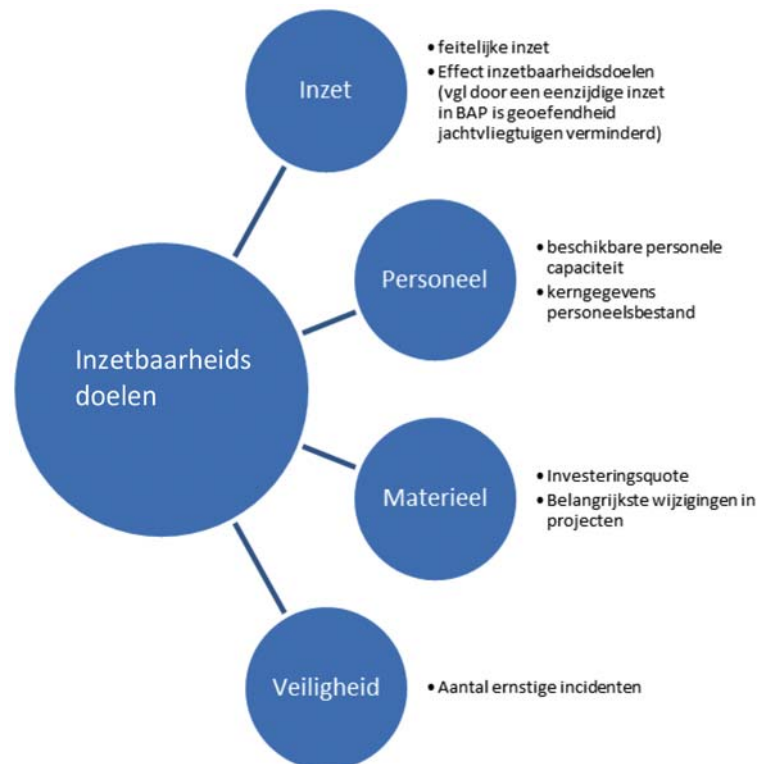 Inzet
• feitelijke inzet
• Effect inzetbaarheidsdoelen
(vgl door een eenzijdige inzet
in BAP is geoefendheid
jachtvliegtuigen verminderd)
Personeel
• beschikbare personele
capaciteit
• kerngegevens
personeelsbestand
Inzetbaarheids
doelen
Materieel
• Investeringsquote
• Belangrijkste wijzigingen in
projecten
Veiligheid
• Aantal ernstige incidenten